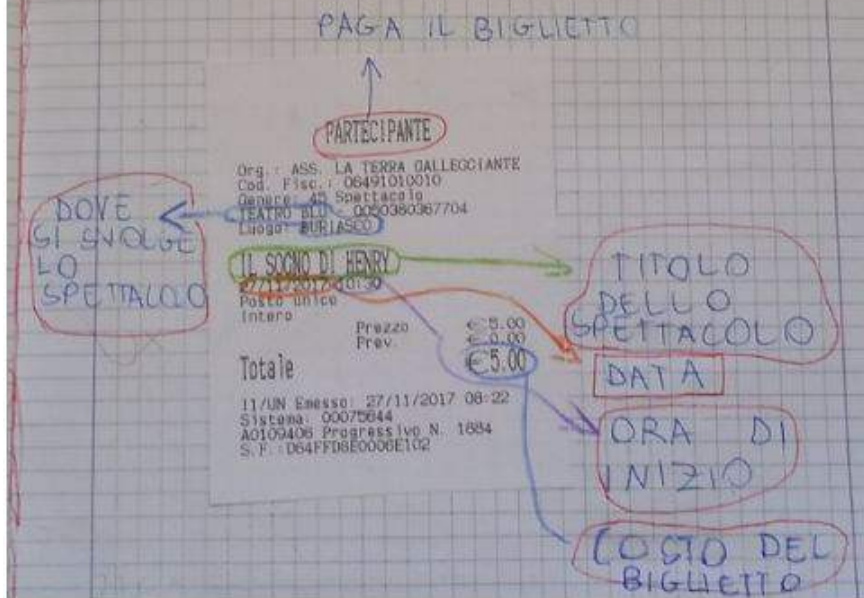 PAGA IL BIGLIETTO
PARTECIPANTE
Org.: ASS. LA TERRA GALLEGGIANTE
Cod. Fisc.: 06491010010
Genere: 45 Spettacolo
TEATRO BLU - 0050380367704
Luogo: BURIASCO
IL SOGNO DI HENRY
27/11/2017 10:30
Posto unico
Intero
Prezzo € 5.00
Prev. € 0.00
Totale €5.00
11/UN Emesso: 27/11/2017 08:22
Sistema: 00075644
A0109406 Progressivo N. 1684
S.F.: D64FFD8E0006E102
DOVE
SI SVOLGE
LO
SPETTACOLO
TITOLO
DELLO
SPETTACOLO
DATA
ORA DI
INIZIO
COSTO DEL
BIGLIETTO